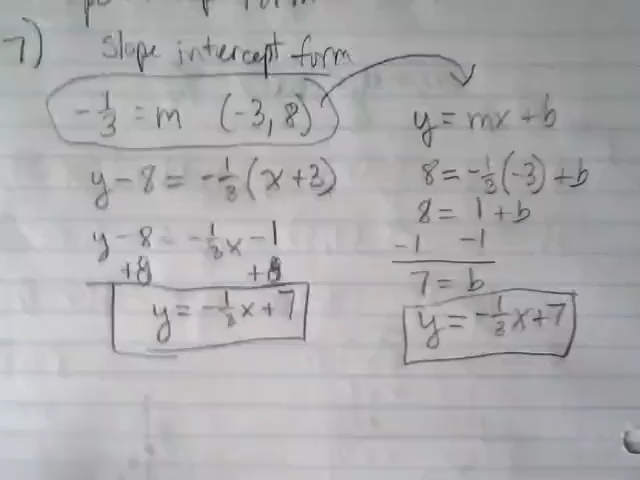 7) Slope intercept form
-1/3 = m (-3, 8)
y - 8 = -1/3(x + 3)
y - 8 = -1/3x - 1
+8 +8
y = -1/3x + 7
y = mx + b
8 = -1/3(-3) + b
8 = 1 + b
-1 -1
7 = b
y = -1/3x + 7